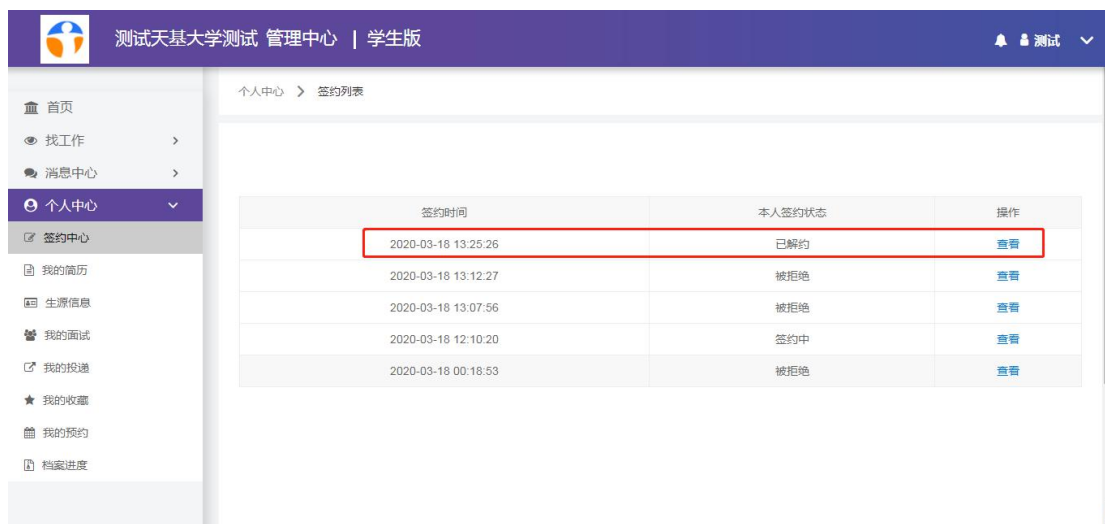 测试天基大学测试 管理中心 | 学生版
测试
首页
找工作
消息中心
个人中心
签约中心
我的简历
生源信息
我的面试
我的投递
我的收藏
我的预约
档案进度
个人中心 > 签约列表
签约时间 本人签约状态 操作
2020-03-18 13:25:26 已解约 查看
2020-03-18 13:12:27 被拒绝 查看
2020-03-18 13:07:56 被拒绝 查看
2020-03-18 12:10:20 签约中 查看
2020-03-18 00:18:53 被拒绝 查看